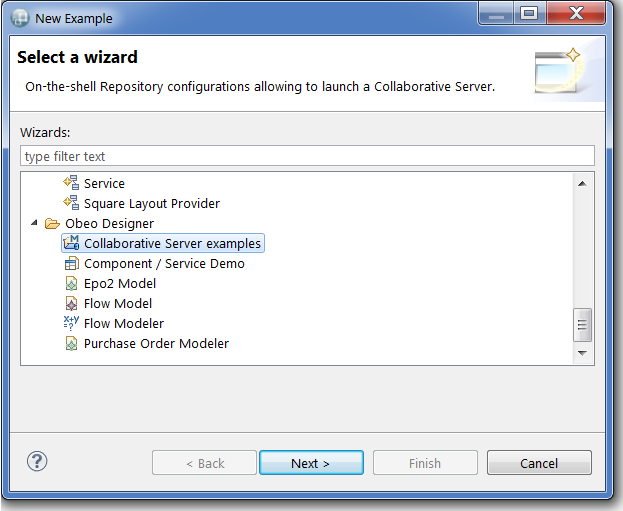 New Example
Select a wizard
On-the-shell Repository configurations allowing to launch a Collaborative Server.
Wizards:
type filter text
Service
Square Layout Provider
Obeo Designer
Collaborative Server examples
Component / Service Demo
Epo2 Model
Flow Model
Flow Modeler
Purchase Order Modeler
< Back
Next >
Finish
Cancel